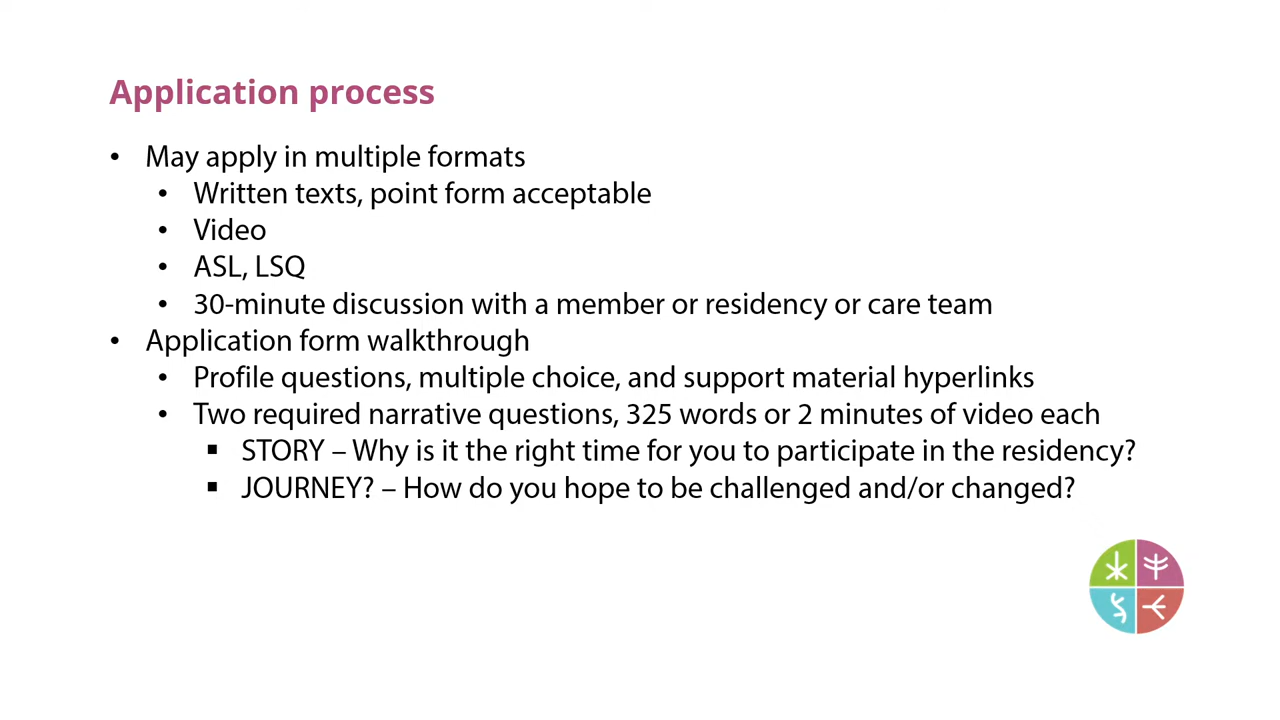 Application process
• May apply in multiple formats
• Written texts, point form acceptable
• Video
• ASL, LSQ
• 30-minute discussion with a member or residency or care team
• Application form walkthrough
• Profile questions, multiple choice, and support material hyperlinks
• Two required narrative questions, 325 words or 2 minutes of video each
▪ STORY – Why is it the right time for you to participate in the residency?
▪ JOURNEY? – How do you hope to be challenged and/or changed?